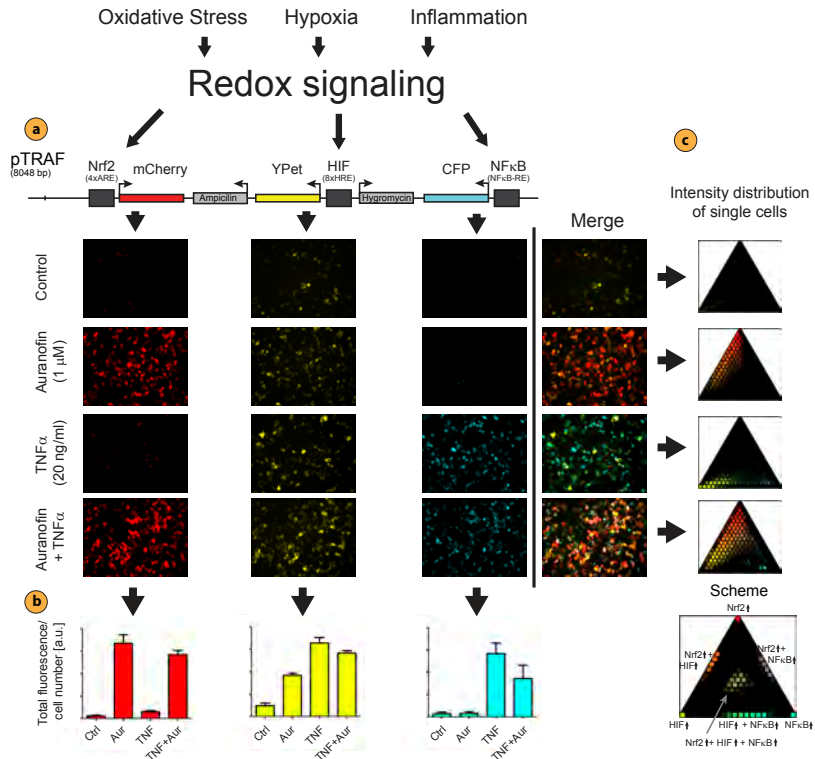 Oxidative Stress Hypoxia Inflammation
Redox signaling
a
c
pTRAF
(8048 bp)
Nrf2
(4xARE)
mCherry
Ampicilin
YPet
HIF
(8xHRE)
Hygromycin
CFP
NFκB
(NFκB-RE)
Intensity distribution
of single cells
Merge
Control
Auranofin
(1 µM)
TNFα
(20 ng/ml)
Auranofin
+ TNFα
b
Total fluorescence/
cell number [a.u.]
Ctrl Aur TNF TNF+Aur
Ctrl Aur TNF TNF+Aur
Ctrl Aur TNF TNF+Aur
Scheme
Nrf2⬆
Nrf2⬆ +
HIF⬆
Nrf2⬆+
NFκB⬆
HIF⬆ HIF⬆ + NFκB⬆ NFκB⬆
Nrf2⬆+ HIF⬆ + NFκB⬆